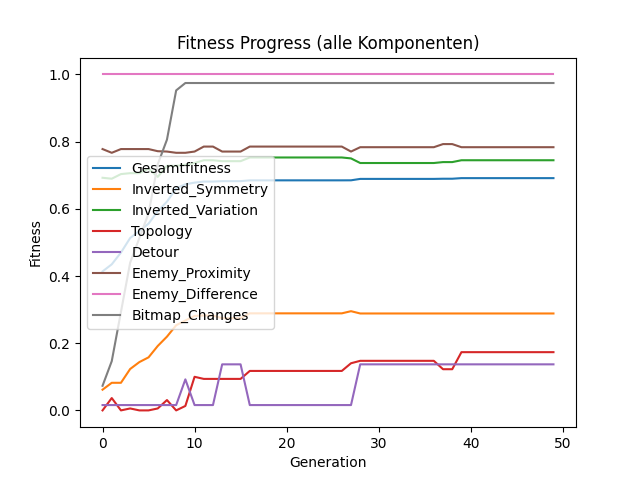 Fitness Progress (alle Komponenten)
1.0
0.8
0.6
0.4
0.2
0.0
Fitness
Gesamtfitness
Inverted_Symmetry
Inverted_Variation
Topology
Detour
Enemy_Proximity
Enemy_Difference
Bitmap_Changes
0 10 20 30 40 50
Generation